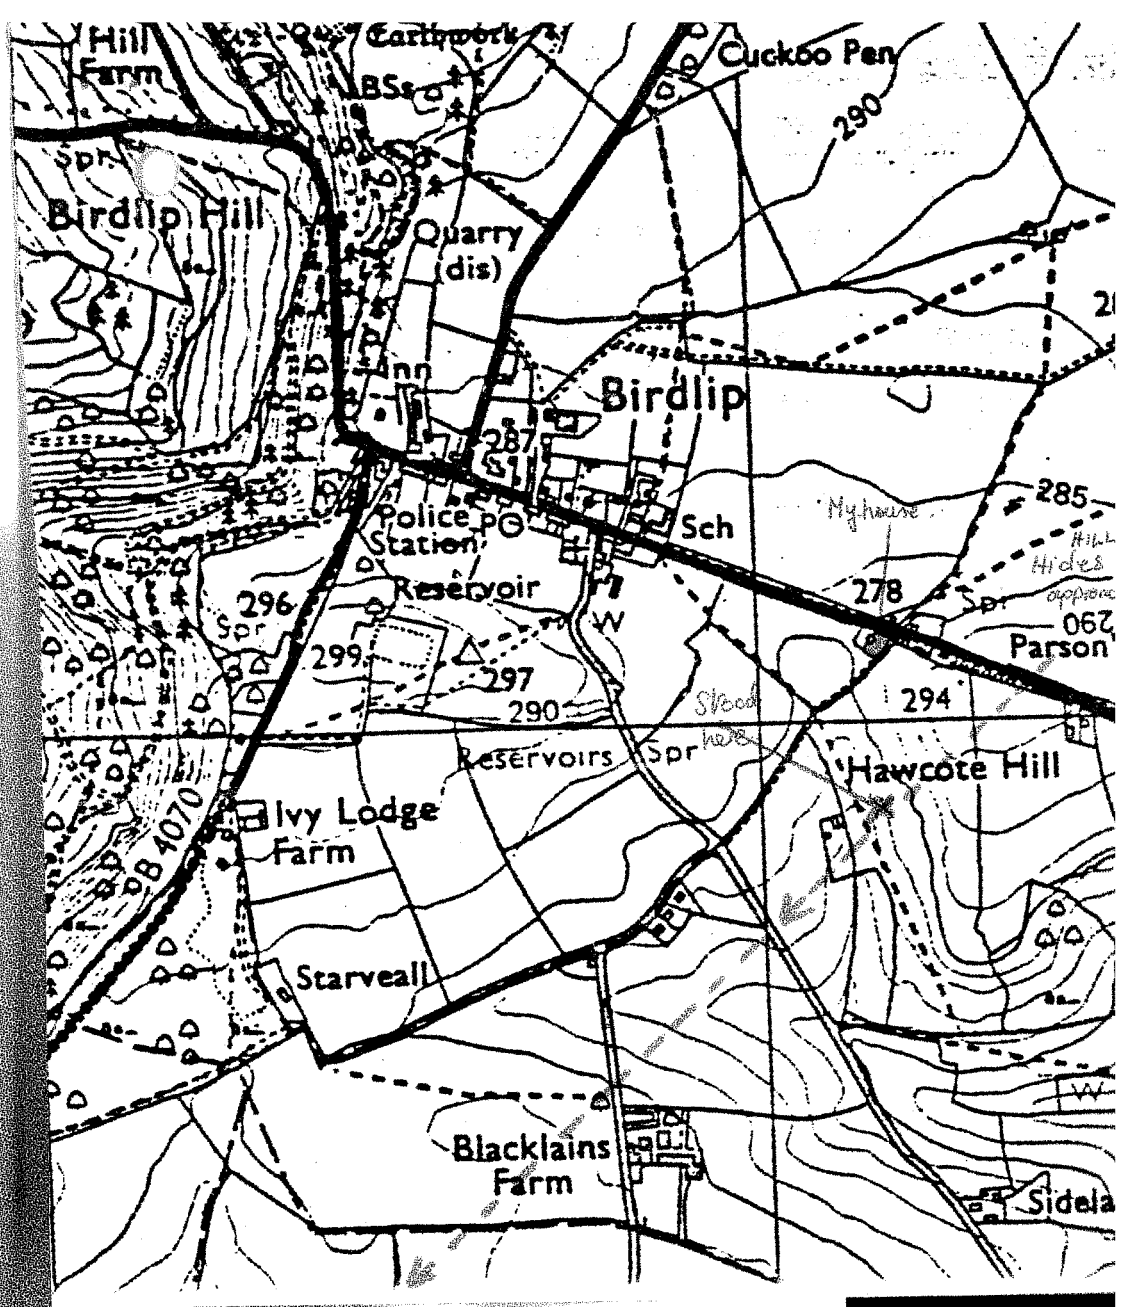 Hill
Farm
Earthwork
BSs
Cuckoo Pen
290
Spr
Birdlip Hill
Quarry
(dis)
Inn
Birdlip
287
285
Police
Station
PO
Sch
My house
HILL
Hides
278
Spr
Reservoir
296
Spr
W
290
Parson
299
297
290
294
Stood
here
Reservoirs
Spr
Hawcote Hill
B 4070
Ivy Lodge
Farm
Starveall
W
Blacklains
Farm
Sidela